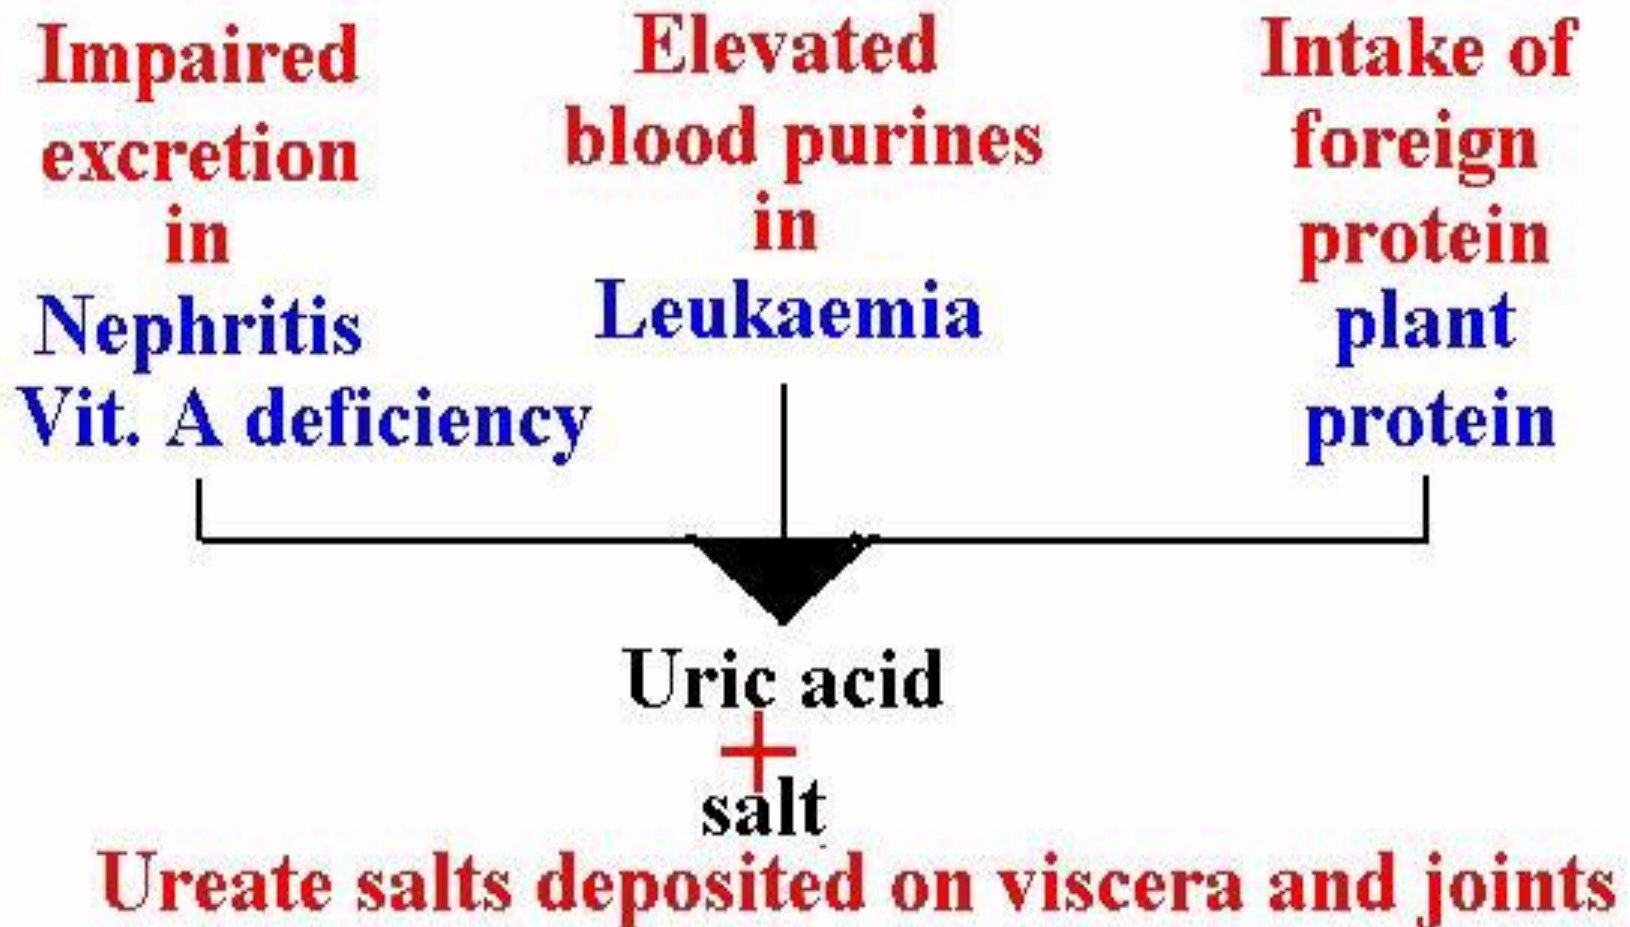 Impaired
excretion
in
Nephritis
Vit. A deficiency
Elevated
blood purines
in
Leukaemia
Intake of
foreign
protein
plant
protein
Uric acid
+
salt
Ureate salts deposited on viscera and joints